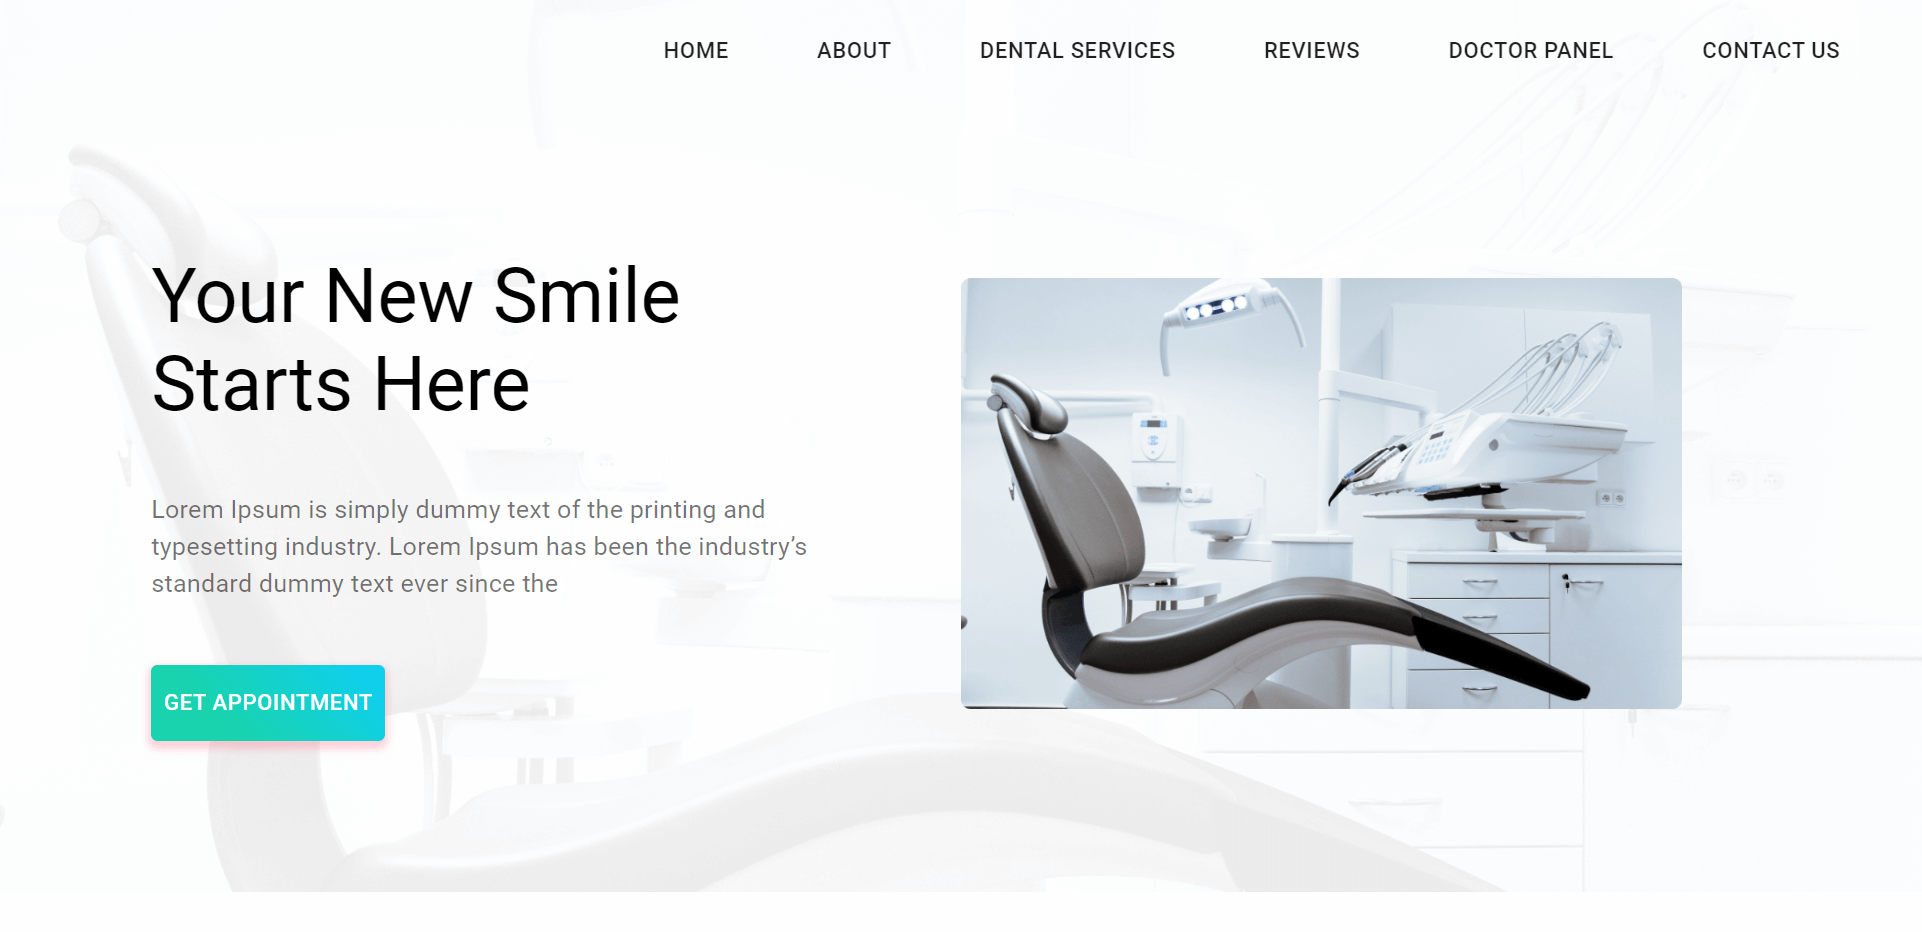 HOME ABOUT DENTAL SERVICES REVIEWS DOCTOR PANEL CONTACT US
Your New Smile
Starts Here
Lorem Ipsum is simply dummy text of the printing and
typesetting industry. Lorem Ipsum has been the industry’s
standard dummy text ever since the
GET APPOINTMENT